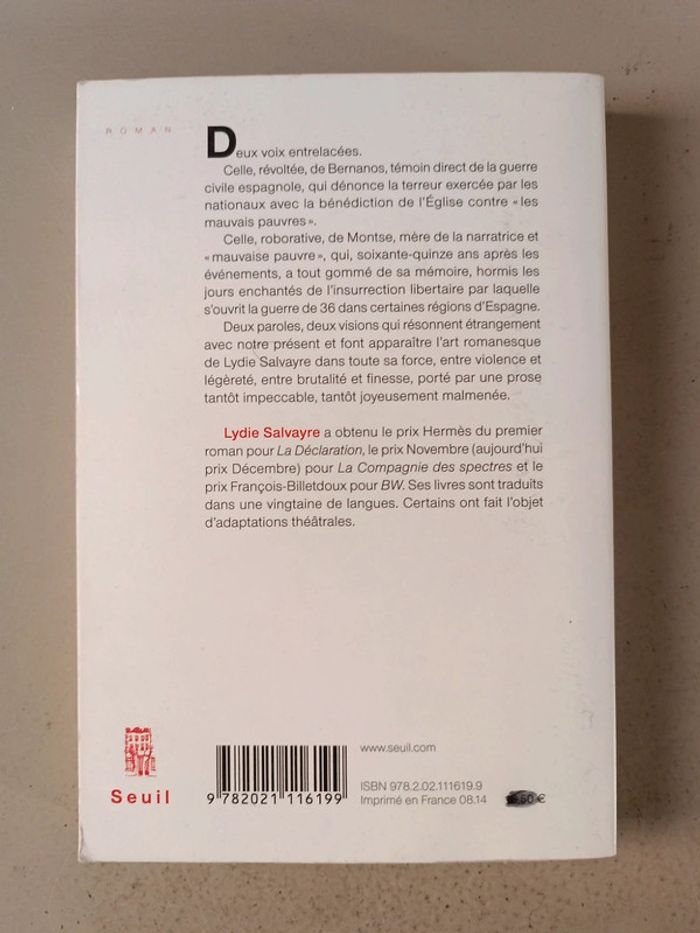 ROMAN
Deux voix entrelacées.
Celle, révoltée, de Bernanos, témoin direct de la guerre
civile espagnole, qui dénonce la terreur exercée par les
nationaux avec la bénédiction de l'Église contre « les
mauvais pauvres ».
Celle, roborative, de Montse, mère de la narratrice et
« mauvaise pauvre », qui, soixante-quinze ans après les
événements, a tout gommé de sa mémoire, hormis les
jours enchantés de l'insurrection libertaire par laquelle
s'ouvrit la guerre de 36 dans certaines régions d'Espagne.
Deux paroles, deux visions qui résonnent étrangement
avec notre présent et font apparaître l'art romanesque
de Lydie Salvayre dans toute sa force, entre violence et
légèreté, entre brutalité et finesse, porté par une prose
tantôt impeccable, tantôt joyeusement malmenée.
Lydie Salvayre a obtenu le prix Hermès du premier
roman pour La Déclaration, le prix Novembre (aujourd'hui
prix Décembre) pour La Compagnie des spectres et le
prix François-Billetdoux pour BW. Ses livres sont traduits
dans une vingtaine de langues. Certains ont fait l'objet
d'adaptations théâtrales.
Seuil
9 782021 116199
www.seuil.com
ISBN 978.2.02.111619.9
Imprimé en France 08.14
€